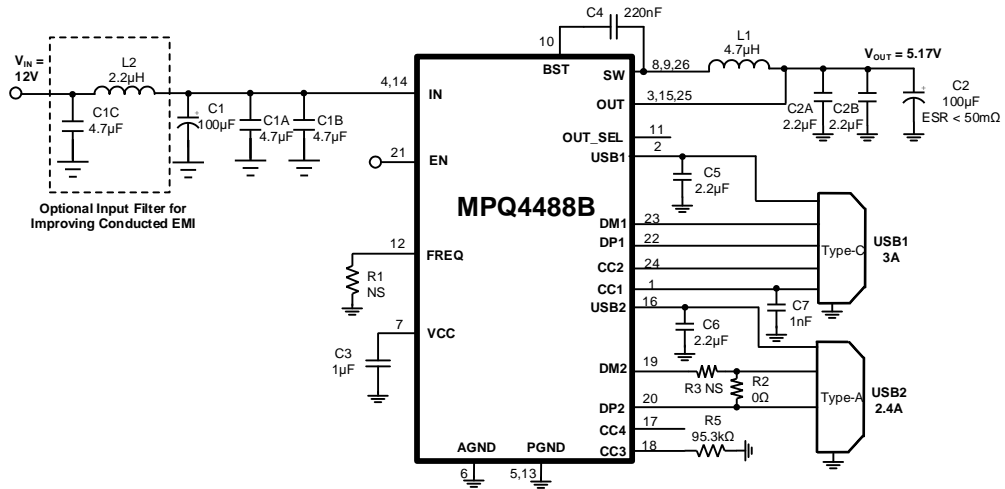 C4
220nF
10
BST
L1
4.7µH
V_IN =
12V
L2
2.2µH
V_OUT = 5.17V
SW
8,9,26
4,14
IN
C1C
4.7µF
C1
100µF
C1A
4.7µF
C1B
4.7µF
OUT
3,15,25
C2A
2.2µF
C2B
2.2µF
C2
100µF
ESR < 50mΩ
OUT_SEL
11
USB1
2
21
EN
C5
2.2µF
Optional Input Filter for
Improving Conducted EMI
MPQ4488B
DM1
23
DP1
22
Type-C
USB1
3A
12
FREQ
R1
NS
CC2
24
CC1
1
USB2
16
C7
1nF
7
VCC
C3
1µF
C6
2.2µF
DM2
19
R3 NS
R2
0Ω
Type-A
USB2
2.4A
DP2
20
CC4
17
R5
95.3kΩ
CC3
18
AGND
PGND
6
5,13